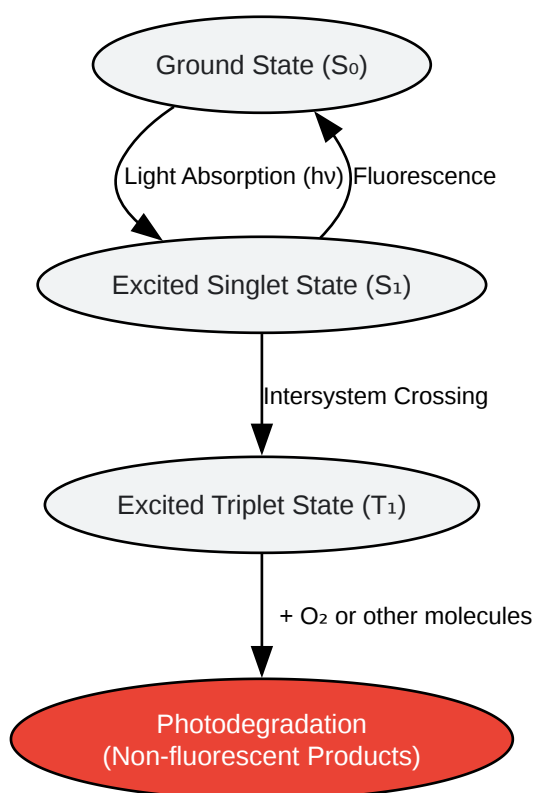 Ground State (S₀)
Light Absorption (hν)
Fluorescence
Excited Singlet State (S₁)
Intersystem Crossing
Excited Triplet State (T₁)
+ O₂ or other molecules
Photodegradation
(Non-fluorescent Products)